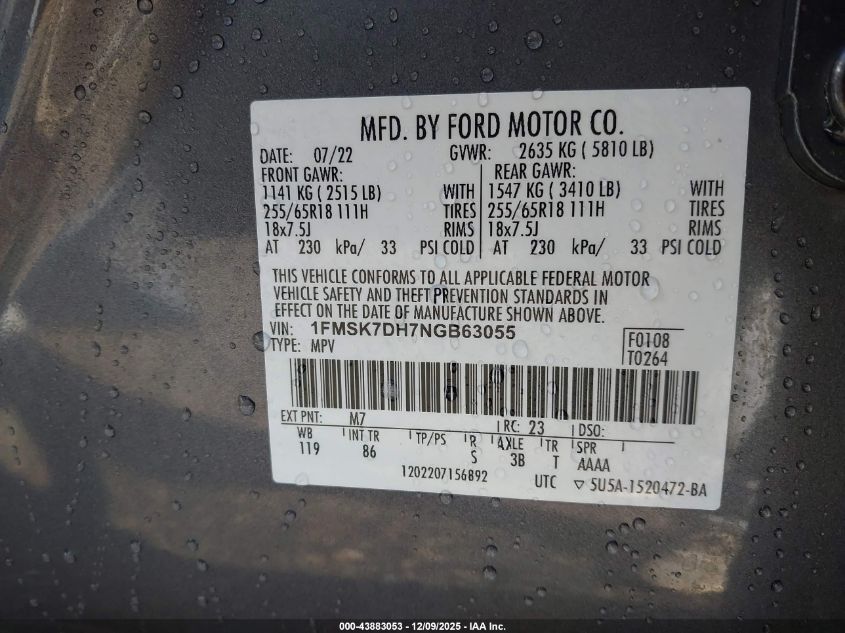 MFD. BY FORD MOTOR CO.
DATE: 07/22 GVWR: 2635 KG ( 5810 LB)
FRONT GAWR: REAR GAWR:
1141 KG ( 2515 LB) WITH 1547 KG ( 3410 LB) WITH
255/65R18 111H TIRES 255/65R18 111H TIRES
18x7.5J RIMS 18x7.5J RIMS
AT 230 kPa/ 33 PSI COLD AT 230 kPa/ 33 PSI COLD
THIS VEHICLE CONFORMS TO ALL APPLICABLE FEDERAL MOTOR
VEHICLE SAFETY AND THEFT PREVENTION STANDARDS IN
EFFECT ON THE DATE OF MANUFACTURE SHOWN ABOVE.
VIN: 1FMSK7DH7NGB63055
TYPE: MPV
F0108
T0264
EXT PNT: M7 RC: 23 DSO:
WB INT TR TP/PS R AXLE TR SPR
119 86 S 3B T AAAA
1202207156892 UTC ▽ 5U5A-1520472-BA
000-43883053 - 12/09/2025 - IAA Inc.